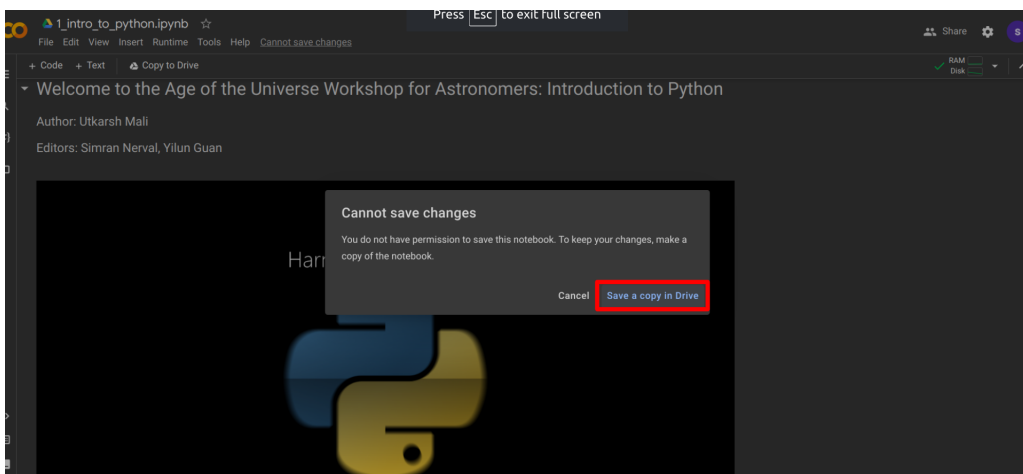 Press Esc to exit full screen
1_intro_to_python.ipynb
Share
S
File Edit View Insert Runtime Tools Help Cannot save changes
+ Code + Text Copy to Drive
RAM
Disk
Welcome to the Age of the Universe Workshop for Astronomers: Introduction to Python
Author: Utkarsh Mali
Editors: Simran Nerval, Yilun Guan
Cannot save changes
You do not have permission to save this notebook. To keep your changes, make a
copy of the notebook.
Harr
Cancel Save a copy in Drive